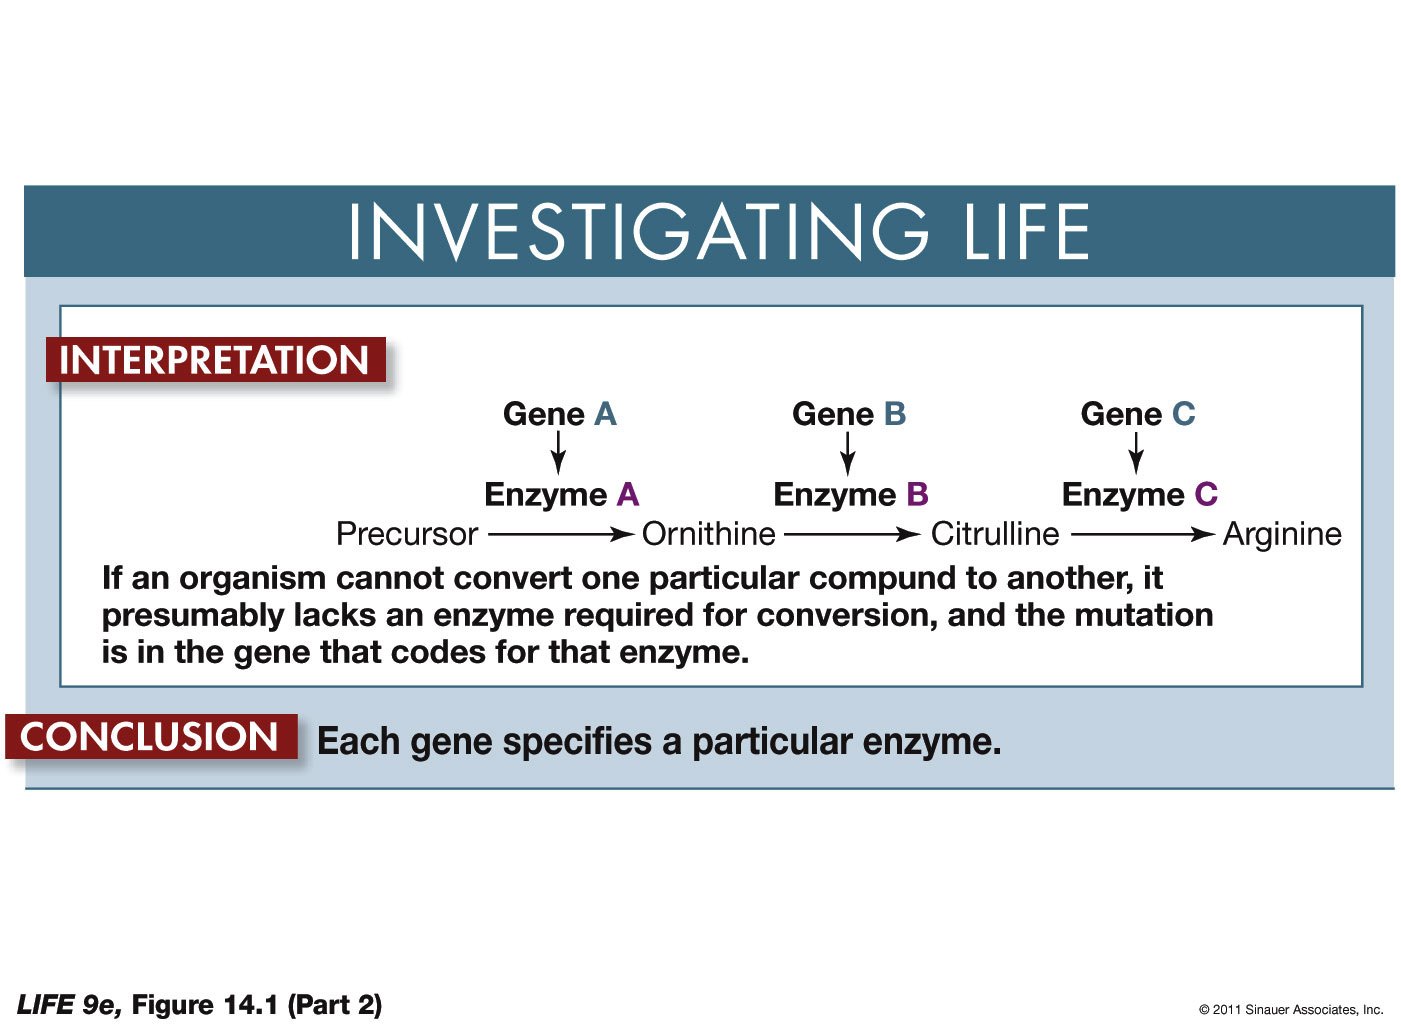 INVESTIGATING LIFE
INTERPRETATION
Gene A Gene B Gene C
Enzyme A Enzyme B Enzyme C
Precursor Ornithine Citrulline Arginine
If an organism cannot convert one particular compund to another, it
presumably lacks an enzyme required for conversion, and the mutation
is in the gene that codes for that enzyme.
CONCLUSION Each gene specifies a particular enzyme.
LIFE 9e, Figure 14.1 (Part 2)
© 2011 Sinauer Associates, Inc.